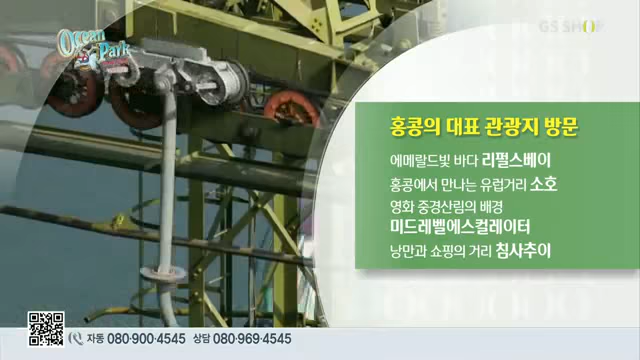 Ocean Park
GS SHOP
홍콩의 대표 관광지 방문
에메랄드빛 바다 리펄스베이
홍콩에서 만나는 유럽거리 소호
영화 중경산림의 배경
미드레벨에스컬레이터
낭만과 쇼핑의 거리 침사추이
자동 080·900·4545 상담 080·969·4545